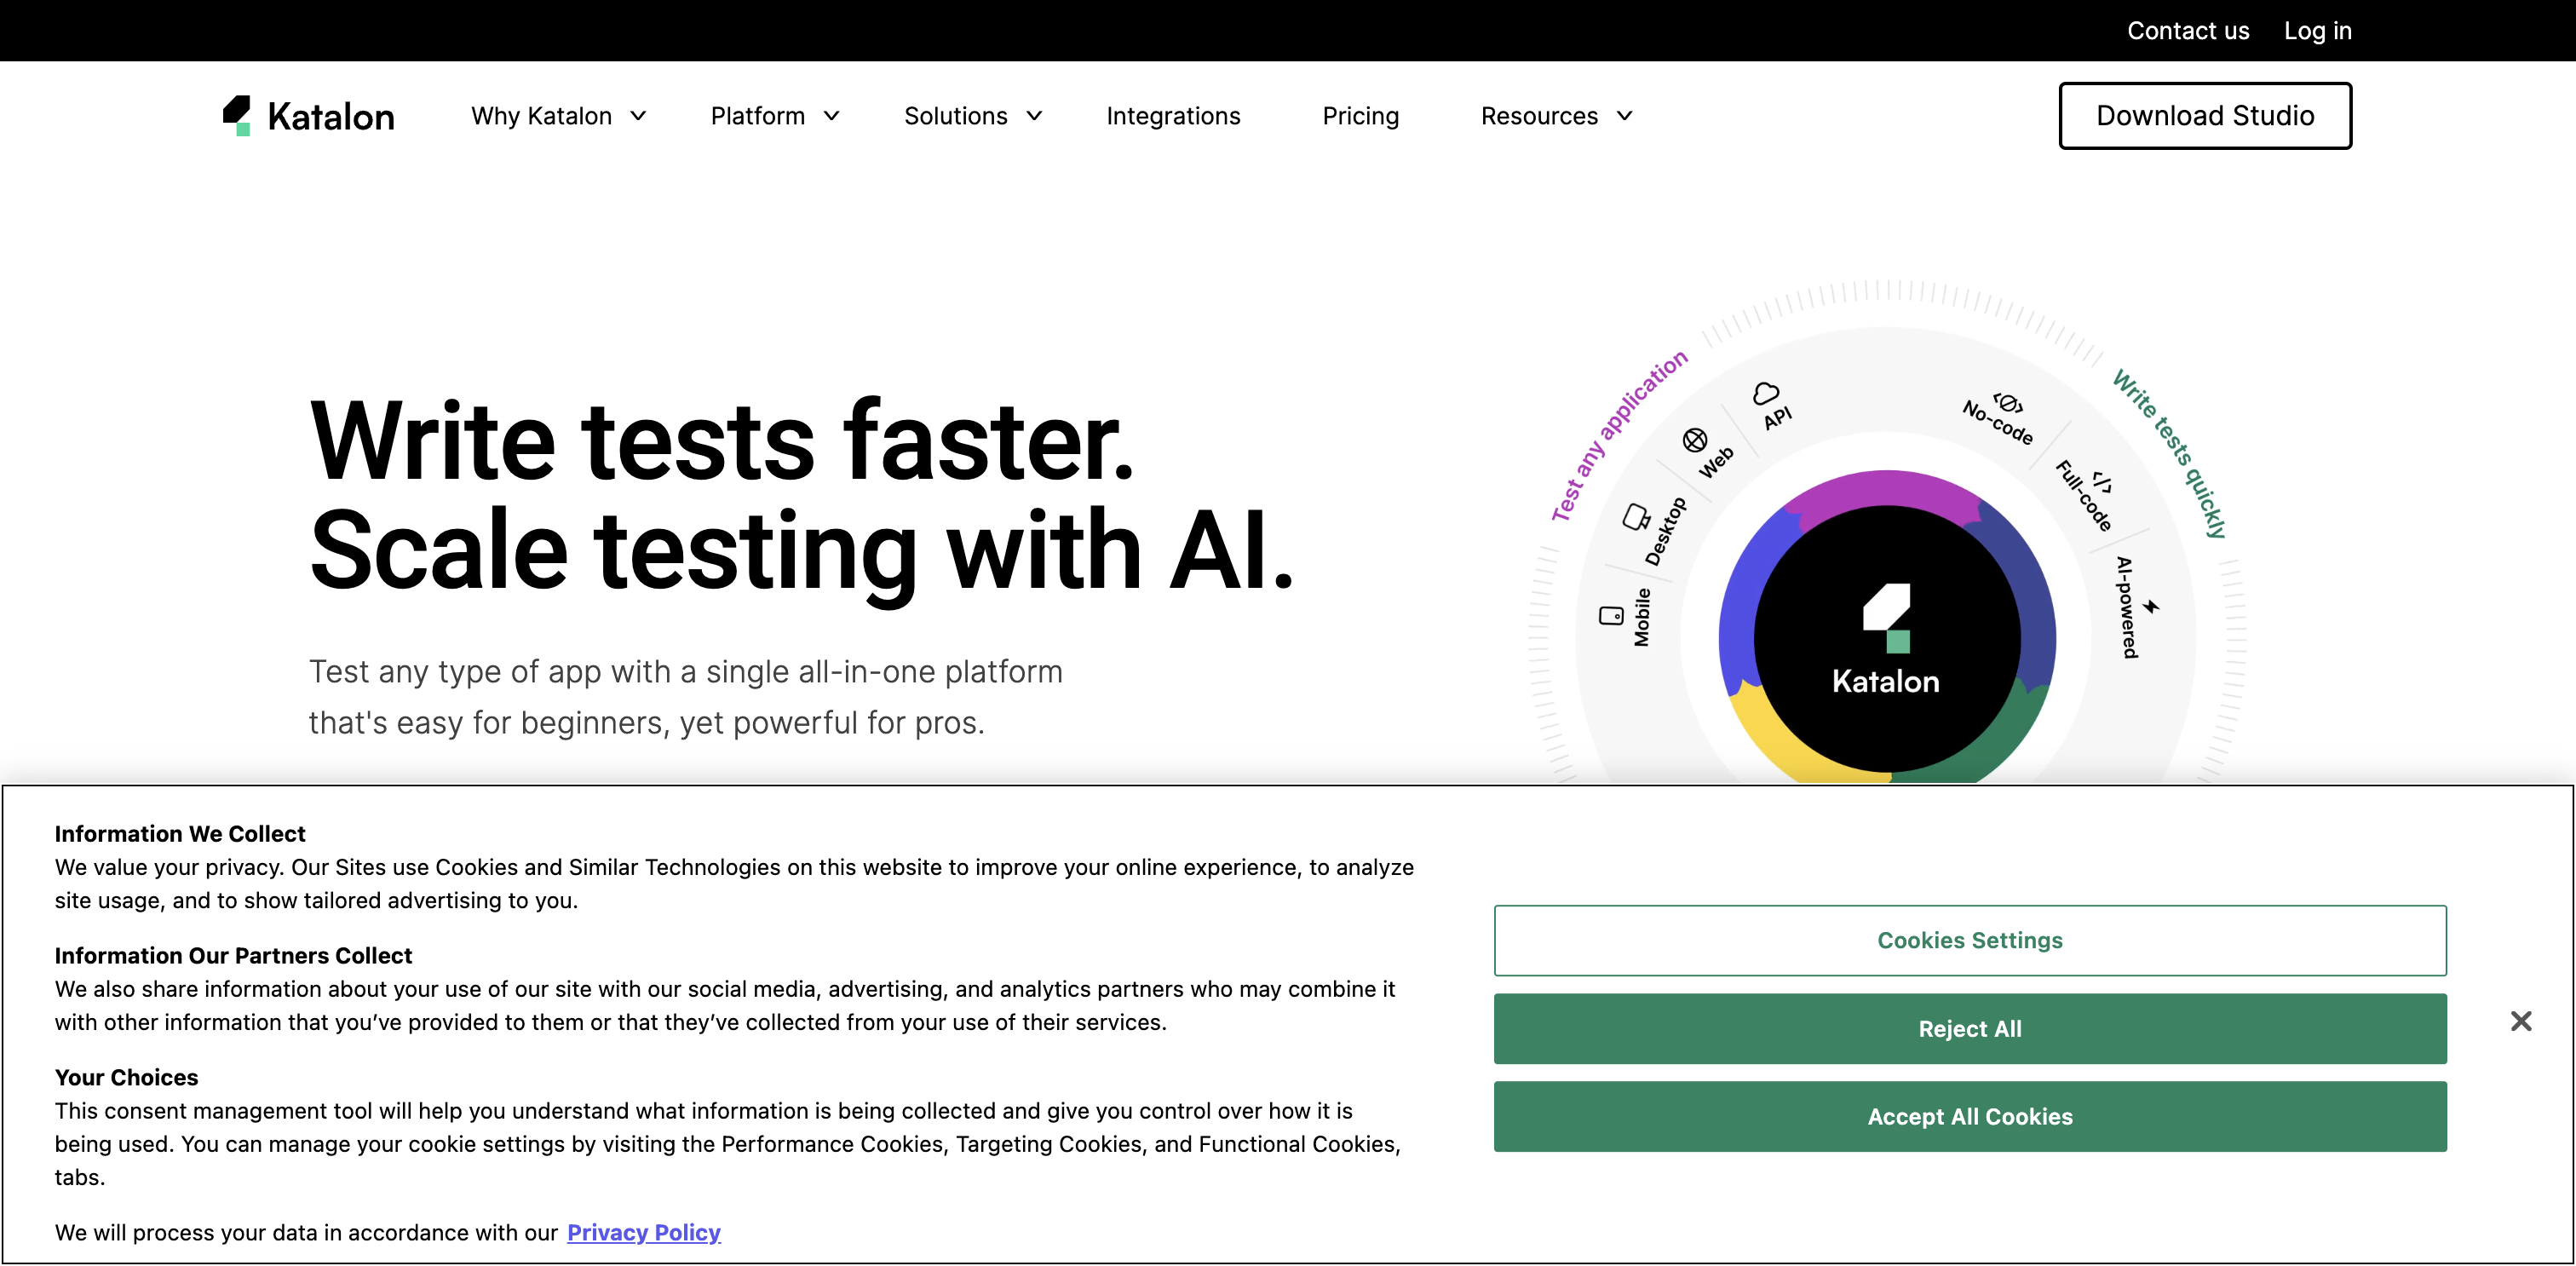 Contact us Log in
Katalon Why Katalon Platform Solutions Integrations Pricing Resources Download Studio
Write tests faster.
Scale testing with AI.
Test any type of app with a single all-in-one platform
that's easy for beginners, yet powerful for pros.
Test any application
Mobile
Desktop
Web
API
Write tests quickly
No-code
Full-code
AI-powered
Katalon
Information We Collect
We value your privacy. Our Sites use Cookies and Similar Technologies on this website to improve your online experience, to analyze
site usage, and to show tailored advertising to you.
Information Our Partners Collect
We also share information about your use of our site with our social media, advertising, and analytics partners who may combine it
with other information that you’ve provided to them or that they’ve collected from your use of their services.
Your Choices
This consent management tool will help you understand what information is being collected and give you control over how it is
being used. You can manage your cookie settings by visiting the Performance Cookies, Targeting Cookies, and Functional Cookies,
tabs.
We will process your data in accordance with our Privacy Policy
Cookies Settings
Reject All
Accept All Cookies